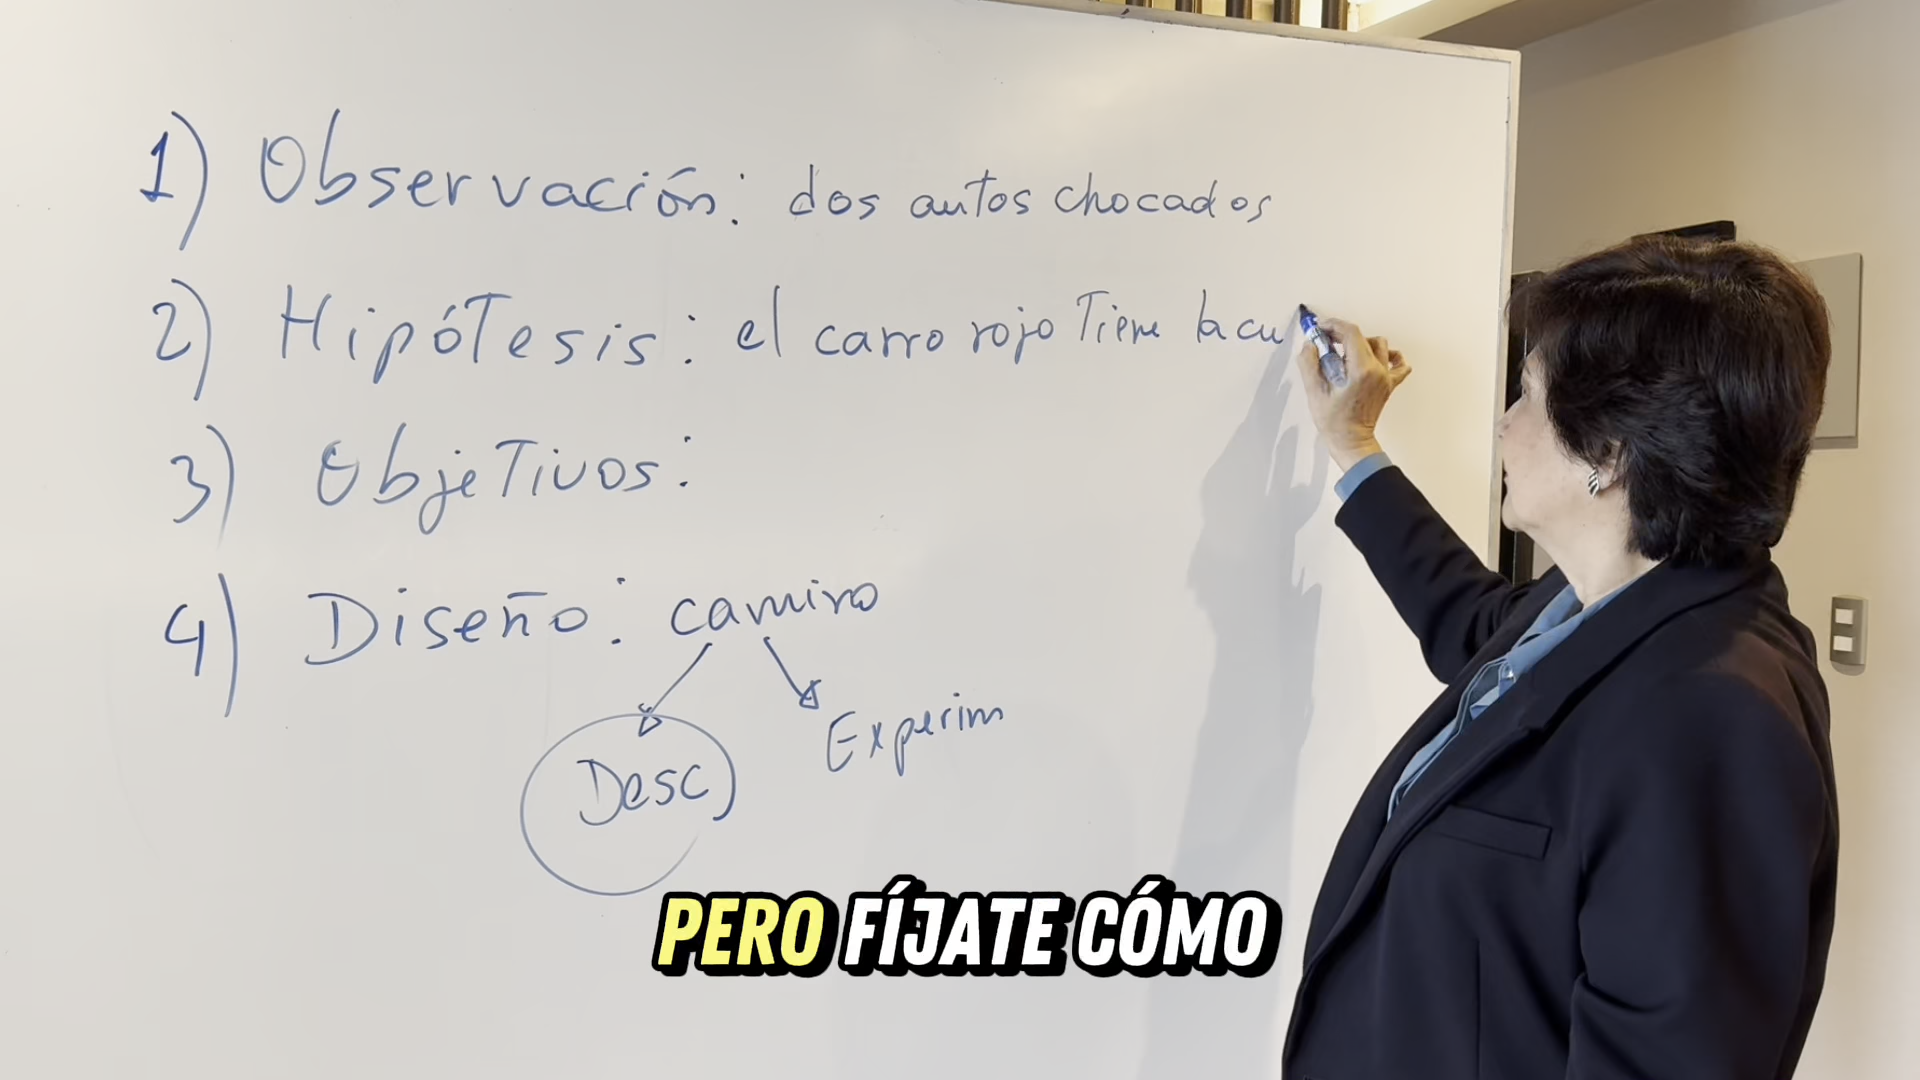 1) Observación: dos autos chocados
2) Hipótesis: el carro rojo tiene la cu
3) Objetivos:
4) Diseño: camino
Desc
Experim
PERO FÍJATE CÓMO